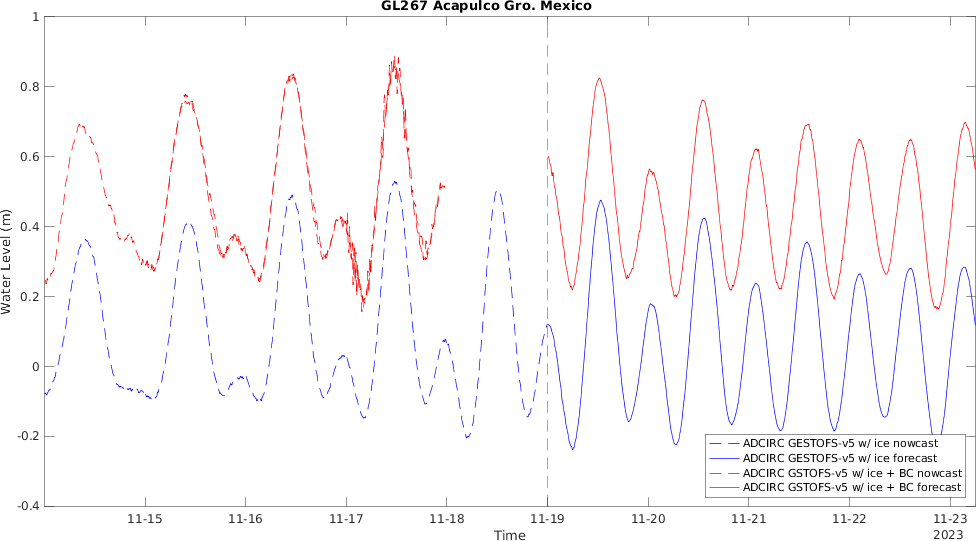 GL267 Acapulco Gro. Mexico
1
0.8
0.6
0.4
0.2
0
-0.2
-0.4
Water Level (m)
11-15
11-16
11-17
11-18
11-19
11-20
11-21
11-22
11-23
2023
Time
ADCIRC GESTOFS-v5 w/ ice nowcast
ADCIRC GESTOFS-v5 w/ ice forecast
ADCIRC GSTOFS-v5 w/ ice + BC nowcast
ADCIRC GSTOFS-v5 w/ ice + BC forecast